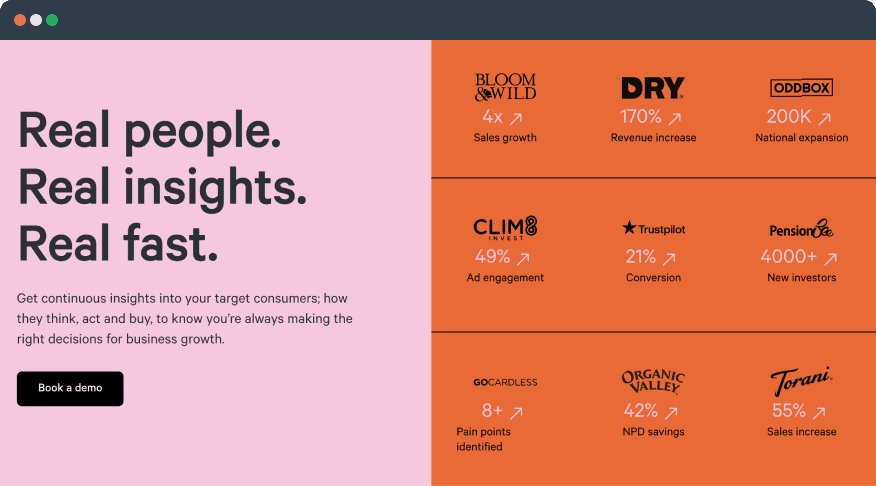 Real people.
Real insights.
Real fast.
Get continuous insights into your target consumers; how
they think, act and buy, to know you're always making the
right decisions for business growth.
Book a demo
BLOOM
&WILD
4x ↗
Sales growth
DRY
170% ↗
Revenue increase
ODDBOX
200K ↗
National expansion
CLIM8
INVEST
49% ↗
Ad engagement
Trustpilot
21% ↗
Conversion
PensionBee
4000+ ↗
New investors
GOCARDLESS
8+ ↗
Pain points
identified
ORGANIC
VALLEY
42% ↗
NPD savings
Torani
55% ↗
Sales increase